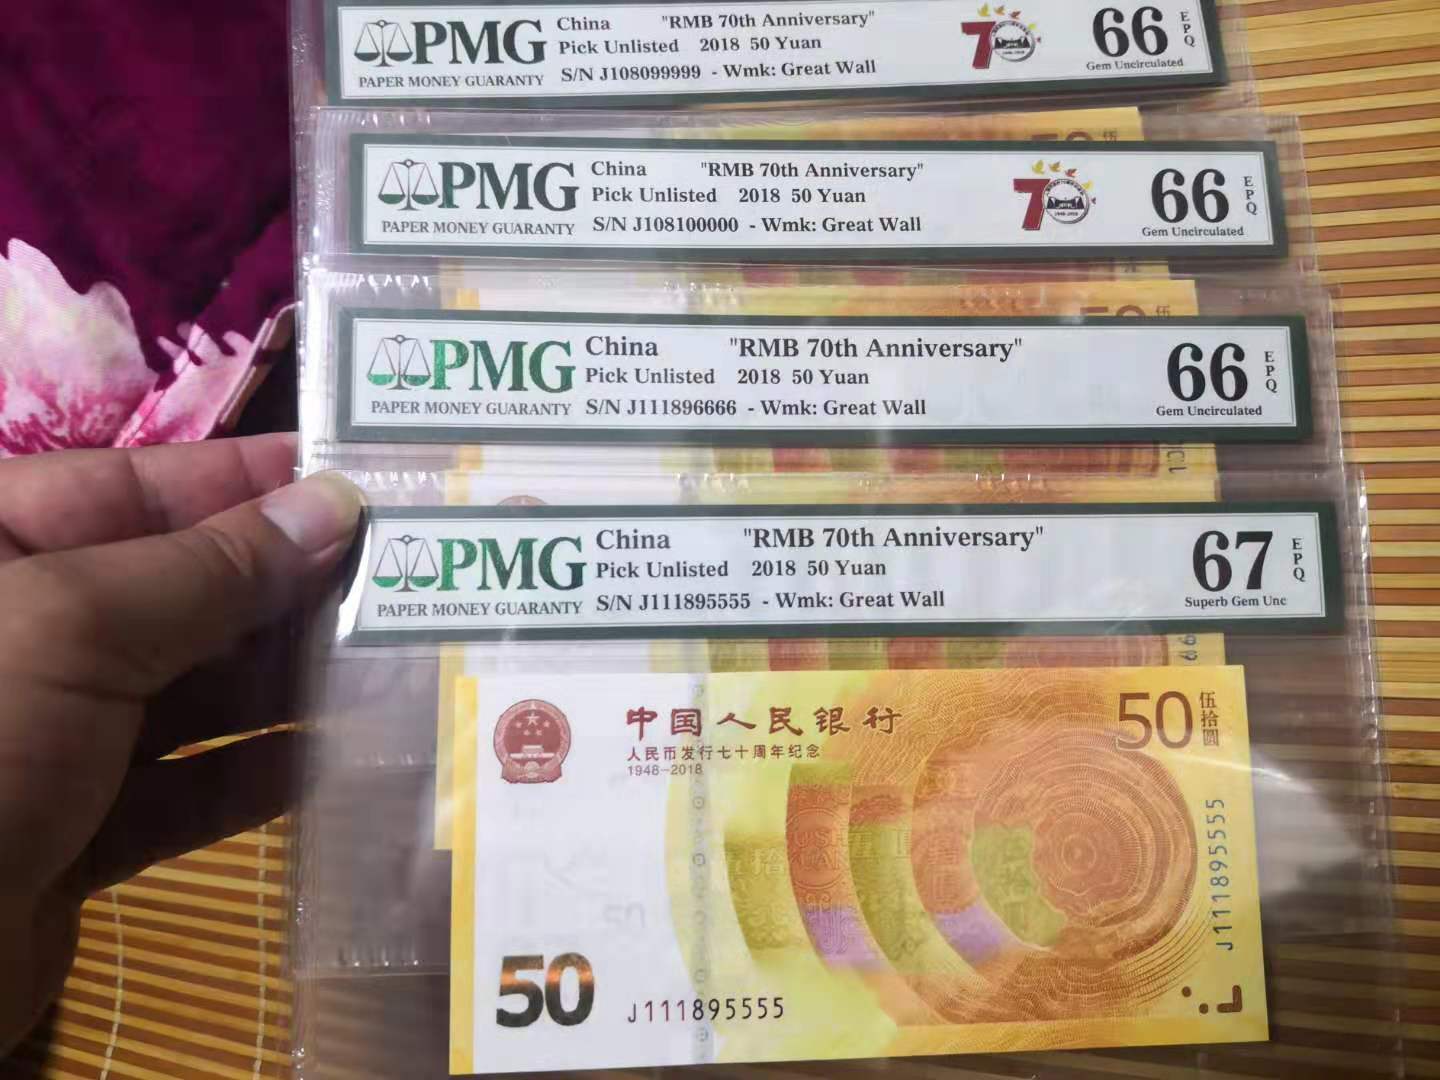 PMG
PAPER MONEY GUARANTY
China "RMB 70th Anniversary"
Pick Unlisted 2018 50 Yuan
S/N J108099999 - Wmk: Great Wall
70
66 EPQ
Gem Uncirculated
50
PMG
PAPER MONEY GUARANTY
China "RMB 70th Anniversary"
Pick Unlisted 2018 50 Yuan
S/N J108100000 - Wmk: Great Wall
70
66 EPQ
Gem Uncirculated
50
PMG
PAPER MONEY GUARANTY
China "RMB 70th Anniversary"
Pick Unlisted 2018 50 Yuan
S/N J111896666 - Wmk: Great Wall
66 EPQ
Gem Uncirculated
PMG
PAPER MONEY GUARANTY
China "RMB 70th Anniversary"
Pick Unlisted 2018 50 Yuan
S/N J111895555 - Wmk: Great Wall
67 EPQ
Superb Gem Unc
中国人民银行
人民币发行七十周年纪念
1948-2018
50 伍拾圆
J111895555
50
J111895555